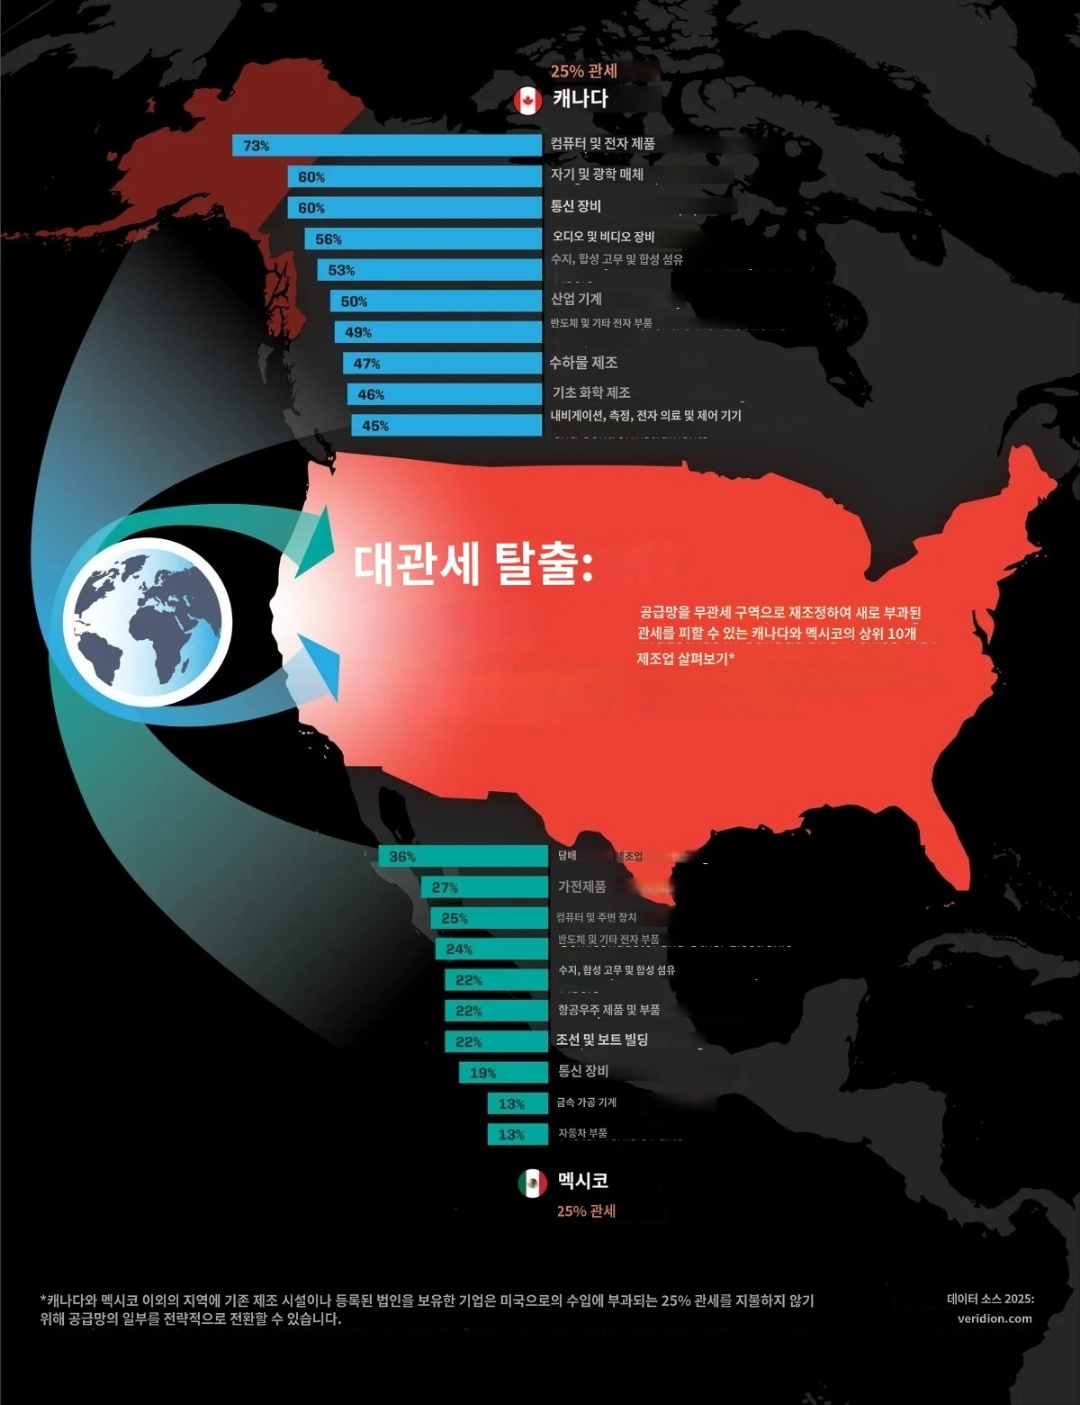 25% 관세
캐나다
73% 컴퓨터 및 전자 제품
60% 자기 및 광학 매체
60% 통신 장비
56% 오디오 및 비디오 장비
53% 수지, 합성 고무 및 합성 섬유
50% 산업 기계
49% 반도체 및 기타 전자 부품
47% 수하물 제조
46% 기초 화학 제조
45% 내비게이션, 측정, 전자 의료 및 제어 기기
대관세 탈출:
공급망을 무관세 구역으로 재조정하여 새로 부과된
관세를 피할 수 있는 캐나다와 멕시코의 상위 10개
제조업 살펴보기*
36% 담배 제조업
27% 가전제품
25% 컴퓨터 및 주변 장치
24% 반도체 및 기타 전자 부품
22% 수지, 합성 고무 및 합성 섬유
22% 항공우주 제품 및 부품
22% 조선 및 보트 빌딩
19% 통신 장비
13% 금속 가공 기계
13% 자동차 부품
멕시코
25% 관세
*캐나다와 멕시코 이외의 지역에 기존 제조 시설이나 등록된 법인을 보유한 기업은 미국으로의 수입에 부과되는 25% 관세를 지불하지 않기
위해 공급망의 일부를 전략적으로 전환할 수 있습니다.
데이터 소스 2025:
veridion.com